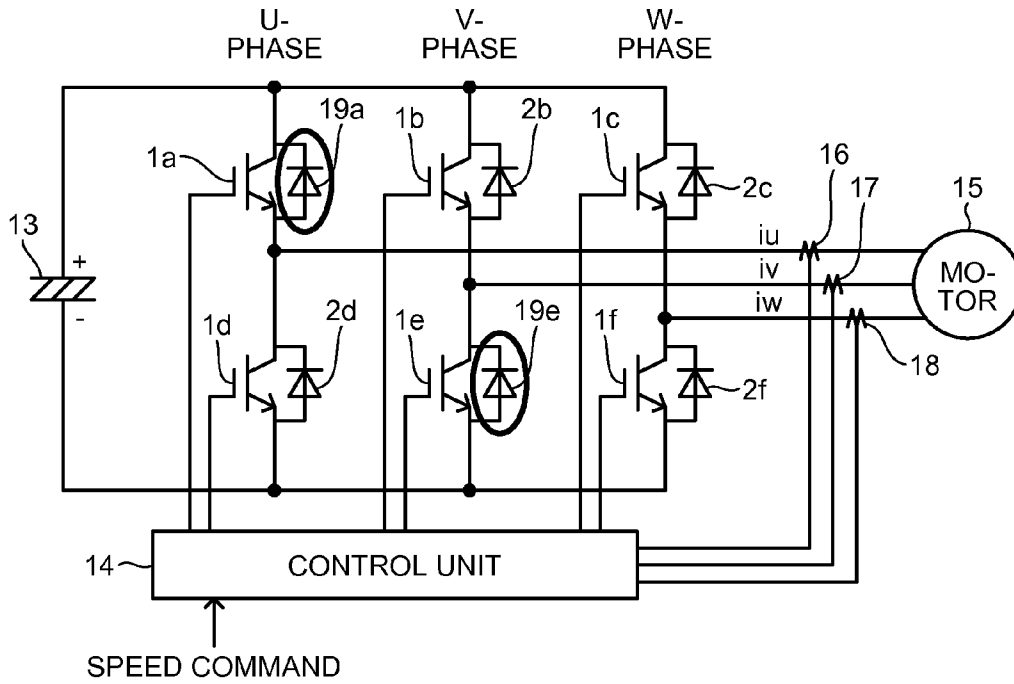 U-
PHASE
V-
PHASE
W-
PHASE
19a
1b
2b
1c
1a
2c
16
17
15
13
+
-
iu
iv
iw
MO-
TOR
18
1d
2d
1e
19e
1f
2f
14
CONTROL UNIT
SPEED COMMAND